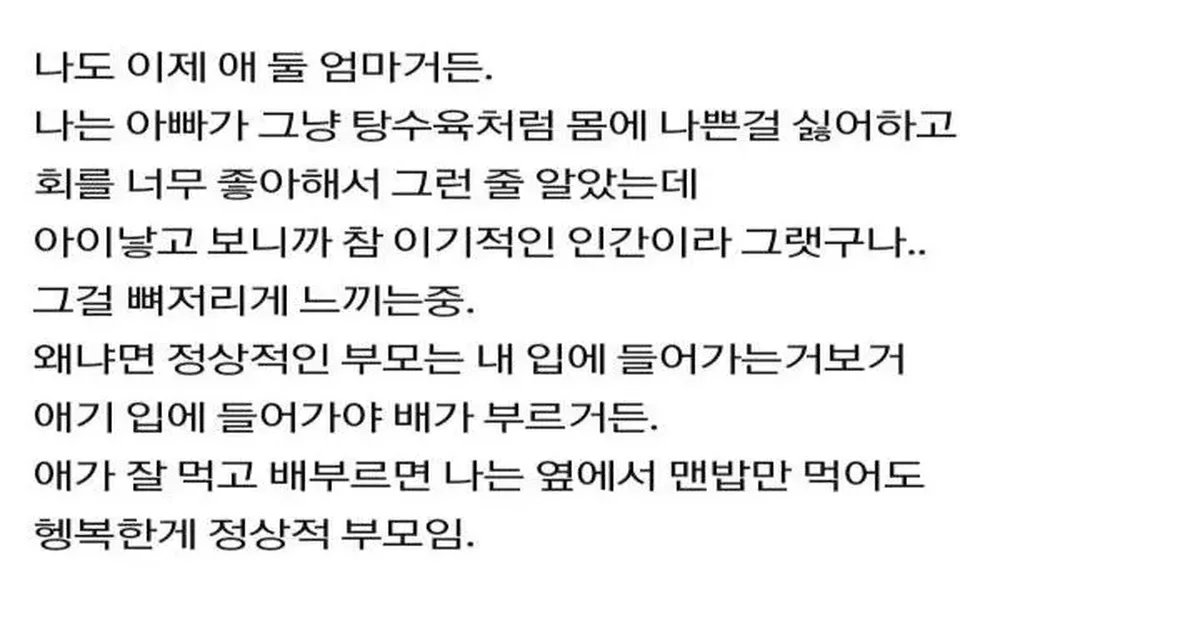 나도 이제 애 둘 엄마거든.
나는 아빠가 그냥 탕수육처럼 몸에 나쁜걸 싫어하고
회를 너무 좋아해서 그런 줄 알았는데
아이낳고 보니까 참 이기적인 인간이라 그랫구나..
그걸 뼈저리게 느끼는중.
왜냐면 정상적인 부모는 내 입에 들어가는거보거
애기 입에 들어가야 배가 부르거든.
애가 잘 먹고 배부르면 나는 옆에서 맨밥만 먹어도
헹복한게 정상적 부모임.